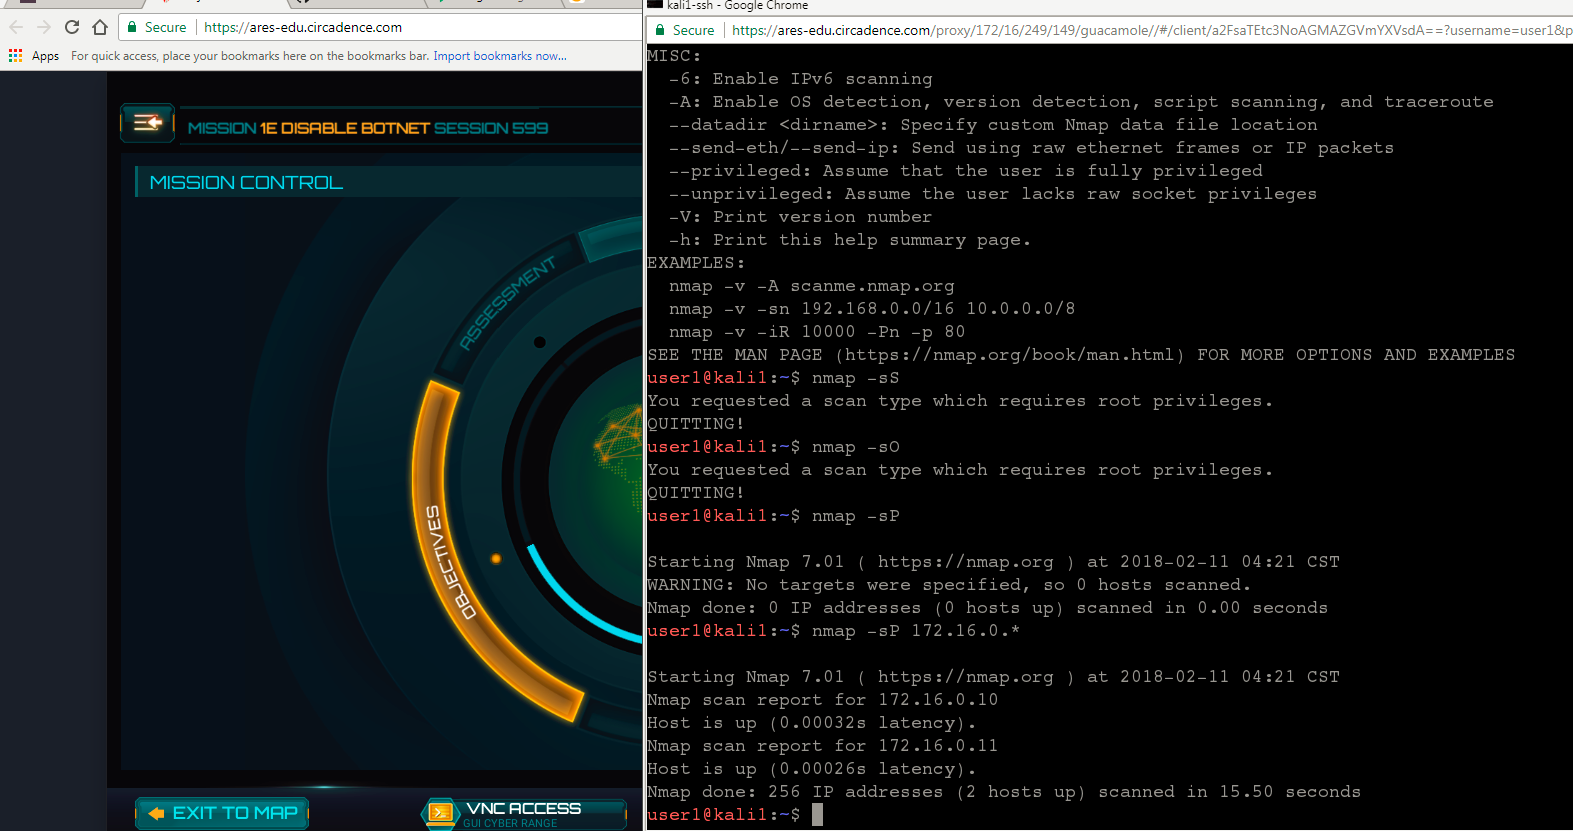 Secure https://ares-edu.circadence.com
Apps For quick access, place your bookmarks here on the bookmarks bar. Import bookmarks now...
MISSION 1E DISABLE BOTNET SESSION 599
MISSION CONTROL
ASSESSMENT
OBJECTIVES
EXIT TO MAP
VNC ACCESS
GUI CYBER RANGE
kali1-ssh - Google Chrome
Secure https://ares-edu.circadence.com/proxy/172/16/249/149/guacamole//#/client/a2FsaTEtc3NoAGMAZGVmYXVsdA==?username=user1&p
MISC:
-6: Enable IPv6 scanning
-A: Enable OS detection, version detection, script scanning, and traceroute
--datadir <dirname>: Specify custom Nmap data file location
--send-eth/--send-ip: Send using raw ethernet frames or IP packets
--privileged: Assume that the user is fully privileged
--unprivileged: Assume the user lacks raw socket privileges
-V: Print version number
-h: Print this help summary page.
EXAMPLES:
nmap -v -A scanme.nmap.org
nmap -v -sn 192.168.0.0/16 10.0.0.0/8
nmap -v -iR 10000 -Pn -p 80
SEE THE MAN PAGE (https://nmap.org/book/man.html) FOR MORE OPTIONS AND EXAMPLES
user1@kali1:~$ nmap -sS
You requested a scan type which requires root privileges.
QUITTING!
user1@kali1:~$ nmap -sO
You requested a scan type which requires root privileges.
QUITTING!
user1@kali1:~$ nmap -sP
Starting Nmap 7.01 ( https://nmap.org ) at 2018-02-11 04:21 CST
WARNING: No targets were specified, so 0 hosts scanned.
Nmap done: 0 IP addresses (0 hosts up) scanned in 0.00 seconds
user1@kali1:~$ nmap -sP 172.16.0.*
Starting Nmap 7.01 ( https://nmap.org ) at 2018-02-11 04:21 CST
Nmap scan report for 172.16.0.10
Host is up (0.00032s latency).
Nmap scan report for 172.16.0.11
Host is up (0.00026s latency).
Nmap done: 256 IP addresses (2 hosts up) scanned in 15.50 seconds
user1@kali1:~$